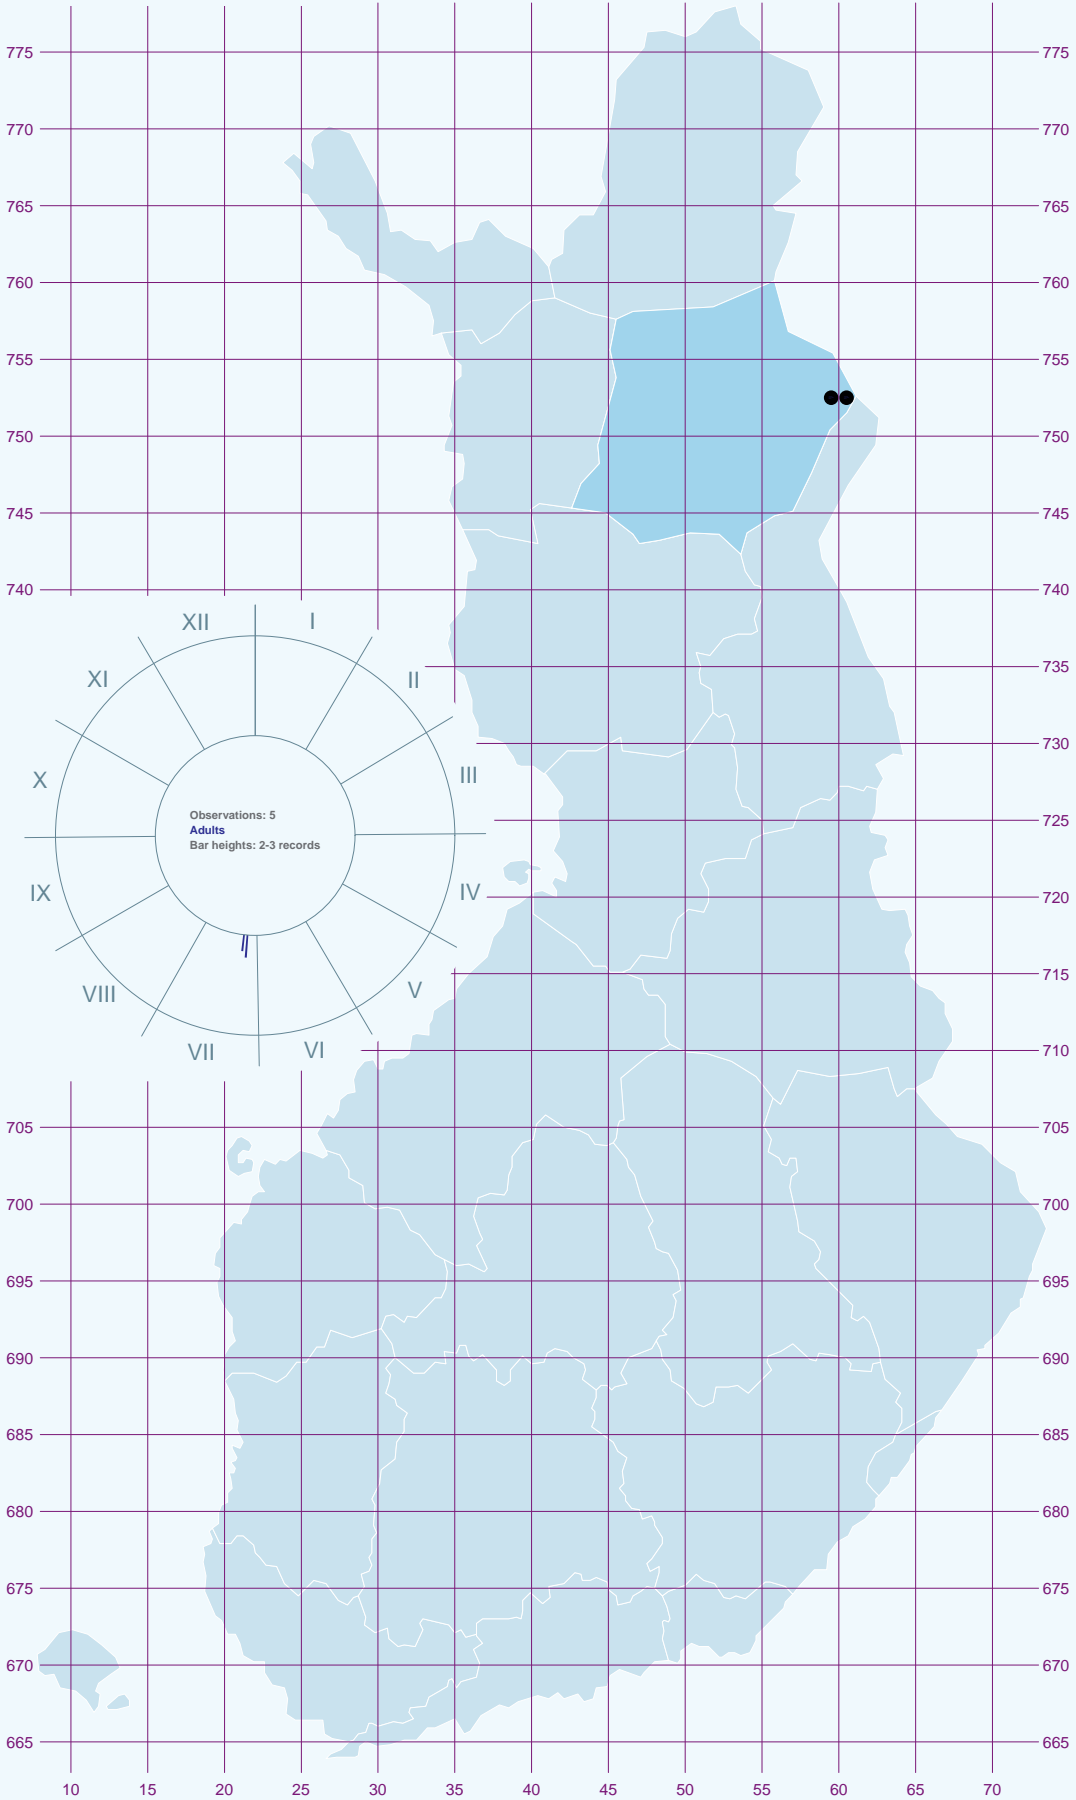 775 775
770 770
765 765
760 760
755 755
750 750
745 745
740 740
XII I
XI II
735
730
X III
Observations: 5
Adults
Bar heights: 2-3 records
725
IX IV
720
VIII V
715
VII VI
710
705 705
700 700
695 695
690 690
685 685
680 680
675 675
670 670
665 665
10 15 20 25 30 35 40 45 50 55 60 65 70